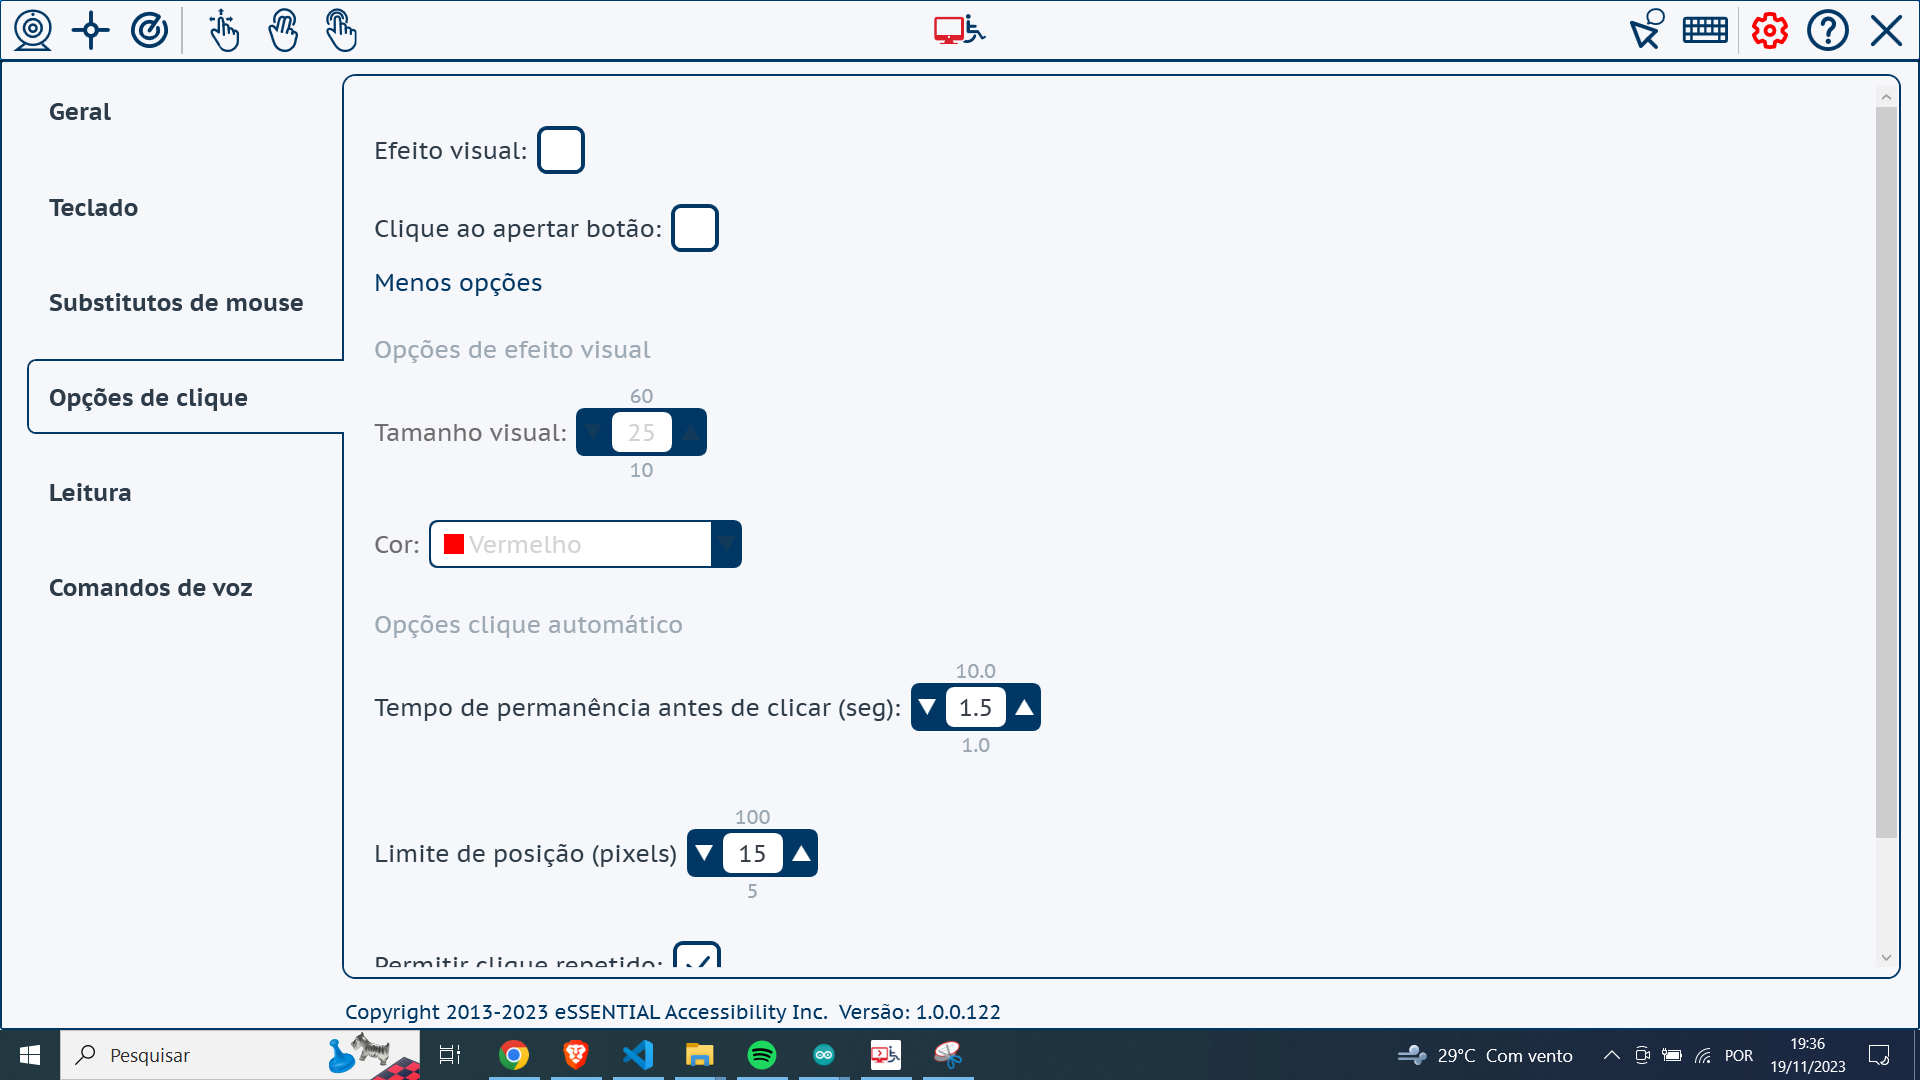 Geral
Teclado
Substitutos de mouse
Opções de clique
Leitura
Comandos de voz
Efeito visual:
Clique ao apertar botão:
Menos opções
Opções de efeito visual
60
Tamanho visual: 25
10
Cor: Vermelho
Opções clique automático
10.0
Tempo de permanência antes de clicar (seg): 1.5
1.0
100
Limite de posição (pixels) 15
5
Permitir clique repetido:
Copyright 2013-2023 eSSENTIAL Accessibility Inc. Versão: 1.0.0.122
Pesquisar
29°C Com vento
POR
19:36
19/11/2023